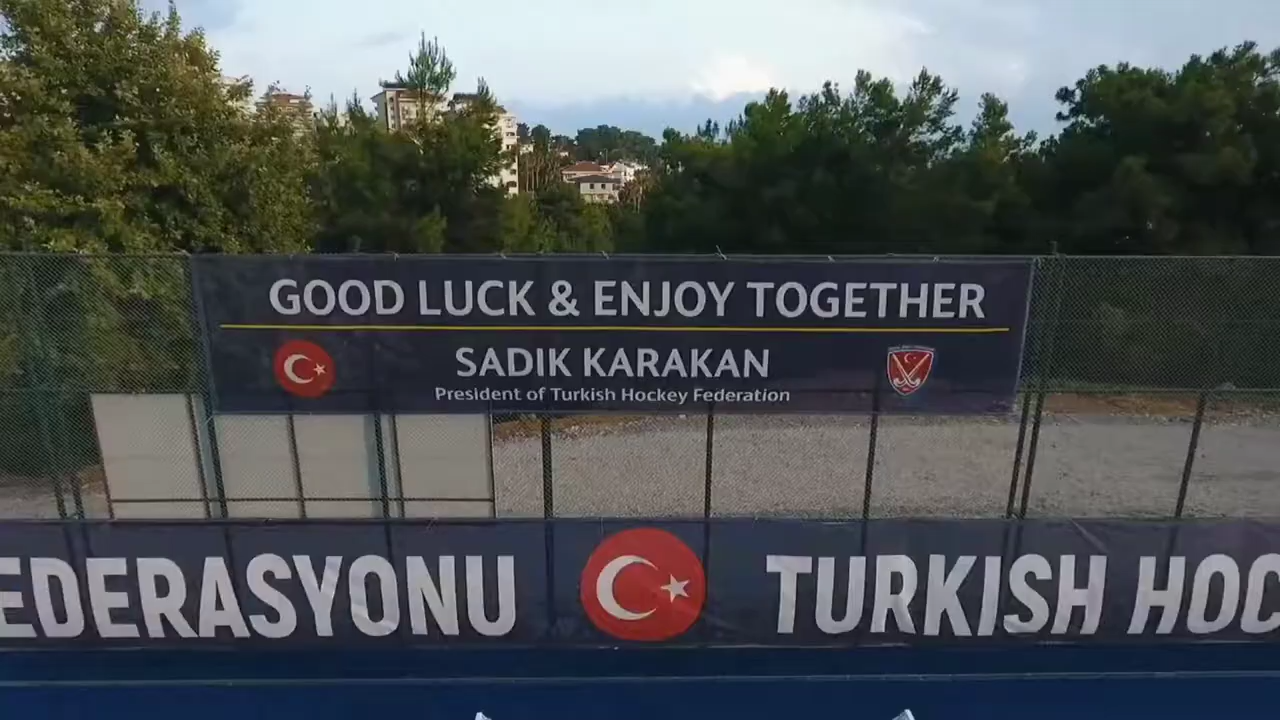 GOOD LUCK & ENJOY TOGETHER
SADIK KARAKAN
President of Turkish Hockey Federation
EDERASYONU TURKISH HOC